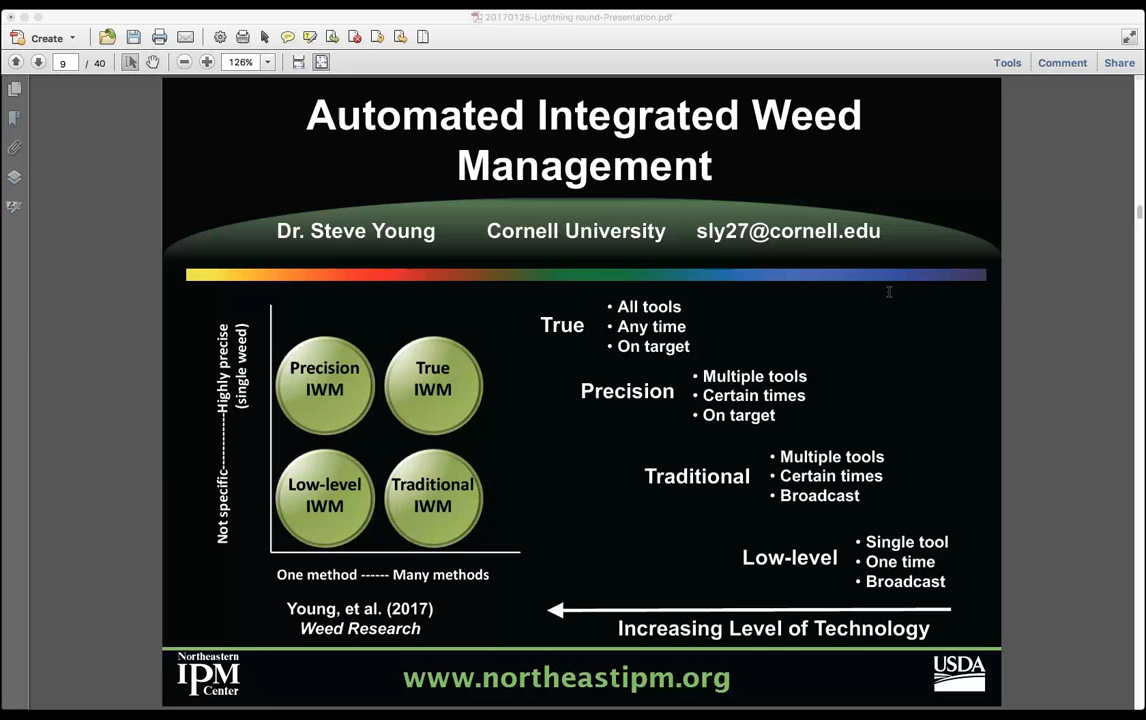 20170125-Lightning round-Presentation.pdf
Create
9 / 40
126%
Tools Comment Share
Automated Integrated Weed
Management
Dr. Steve Young Cornell University sly27@cornell.edu
Not specific-----------Highly precise
(single weed)
Precision
IWM
True
IWM
Low-level
IWM
Traditional
IWM
One method ------ Many methods
Young, et al. (2017)
Weed Research
True
• All tools
• Any time
• On target
Precision
• Multiple tools
• Certain times
• On target
Traditional
• Multiple tools
• Certain times
• Broadcast
Low-level
• Single tool
• One time
• Broadcast
Increasing Level of Technology
Northeastern
IPM
Center
www.northeastipm.org
USDA